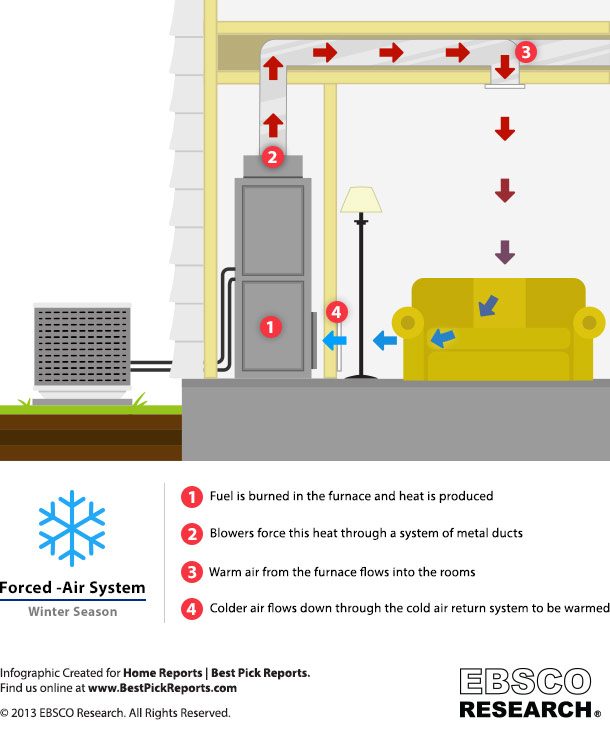 3
2
4
1
1 Fuel is burned in the furnace and heat is produced
2 Blowers force this heat through a system of metal ducts
3 Warm air from the furnace flows into the rooms
4 Colder air flows down through the cold air return system to be warmed
Forced -Air System
Winter Season
Infographic Created for Home Reports | Best Pick Reports.
Find us online at www.BestPickReports.com
© 2013 EBSCO Research. All Rights Reserved.
EBSCO
RESEARCH®